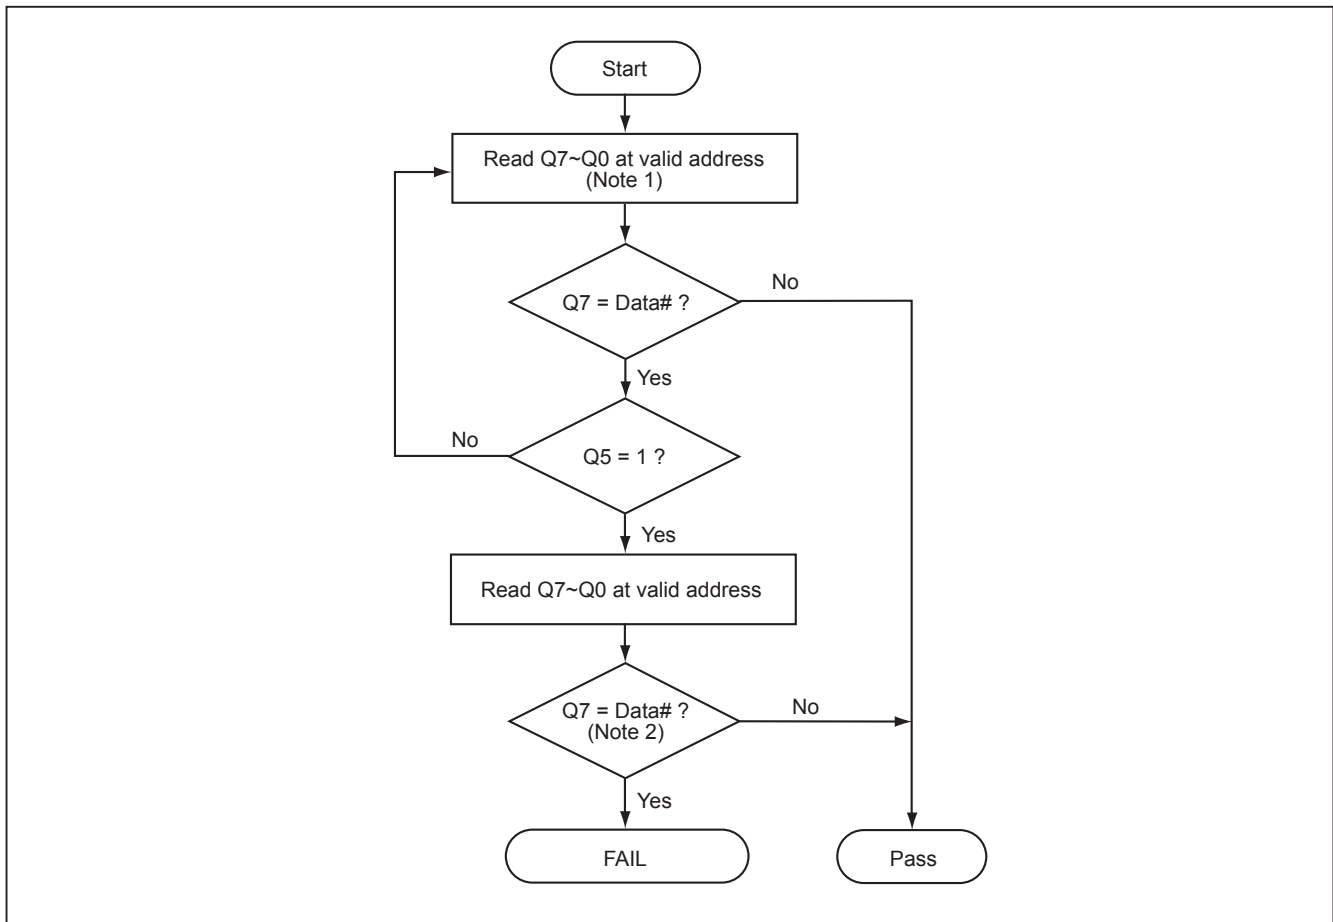 Start
Read Q7~Q0 at valid address
(Note 1)
Q7 = Data# ?
No
Yes
No
Q5 = 1 ?
Yes
Read Q7~Q0 at valid address
Q7 = Data# ?
(Note 2)
No
Yes
FAIL
Pass